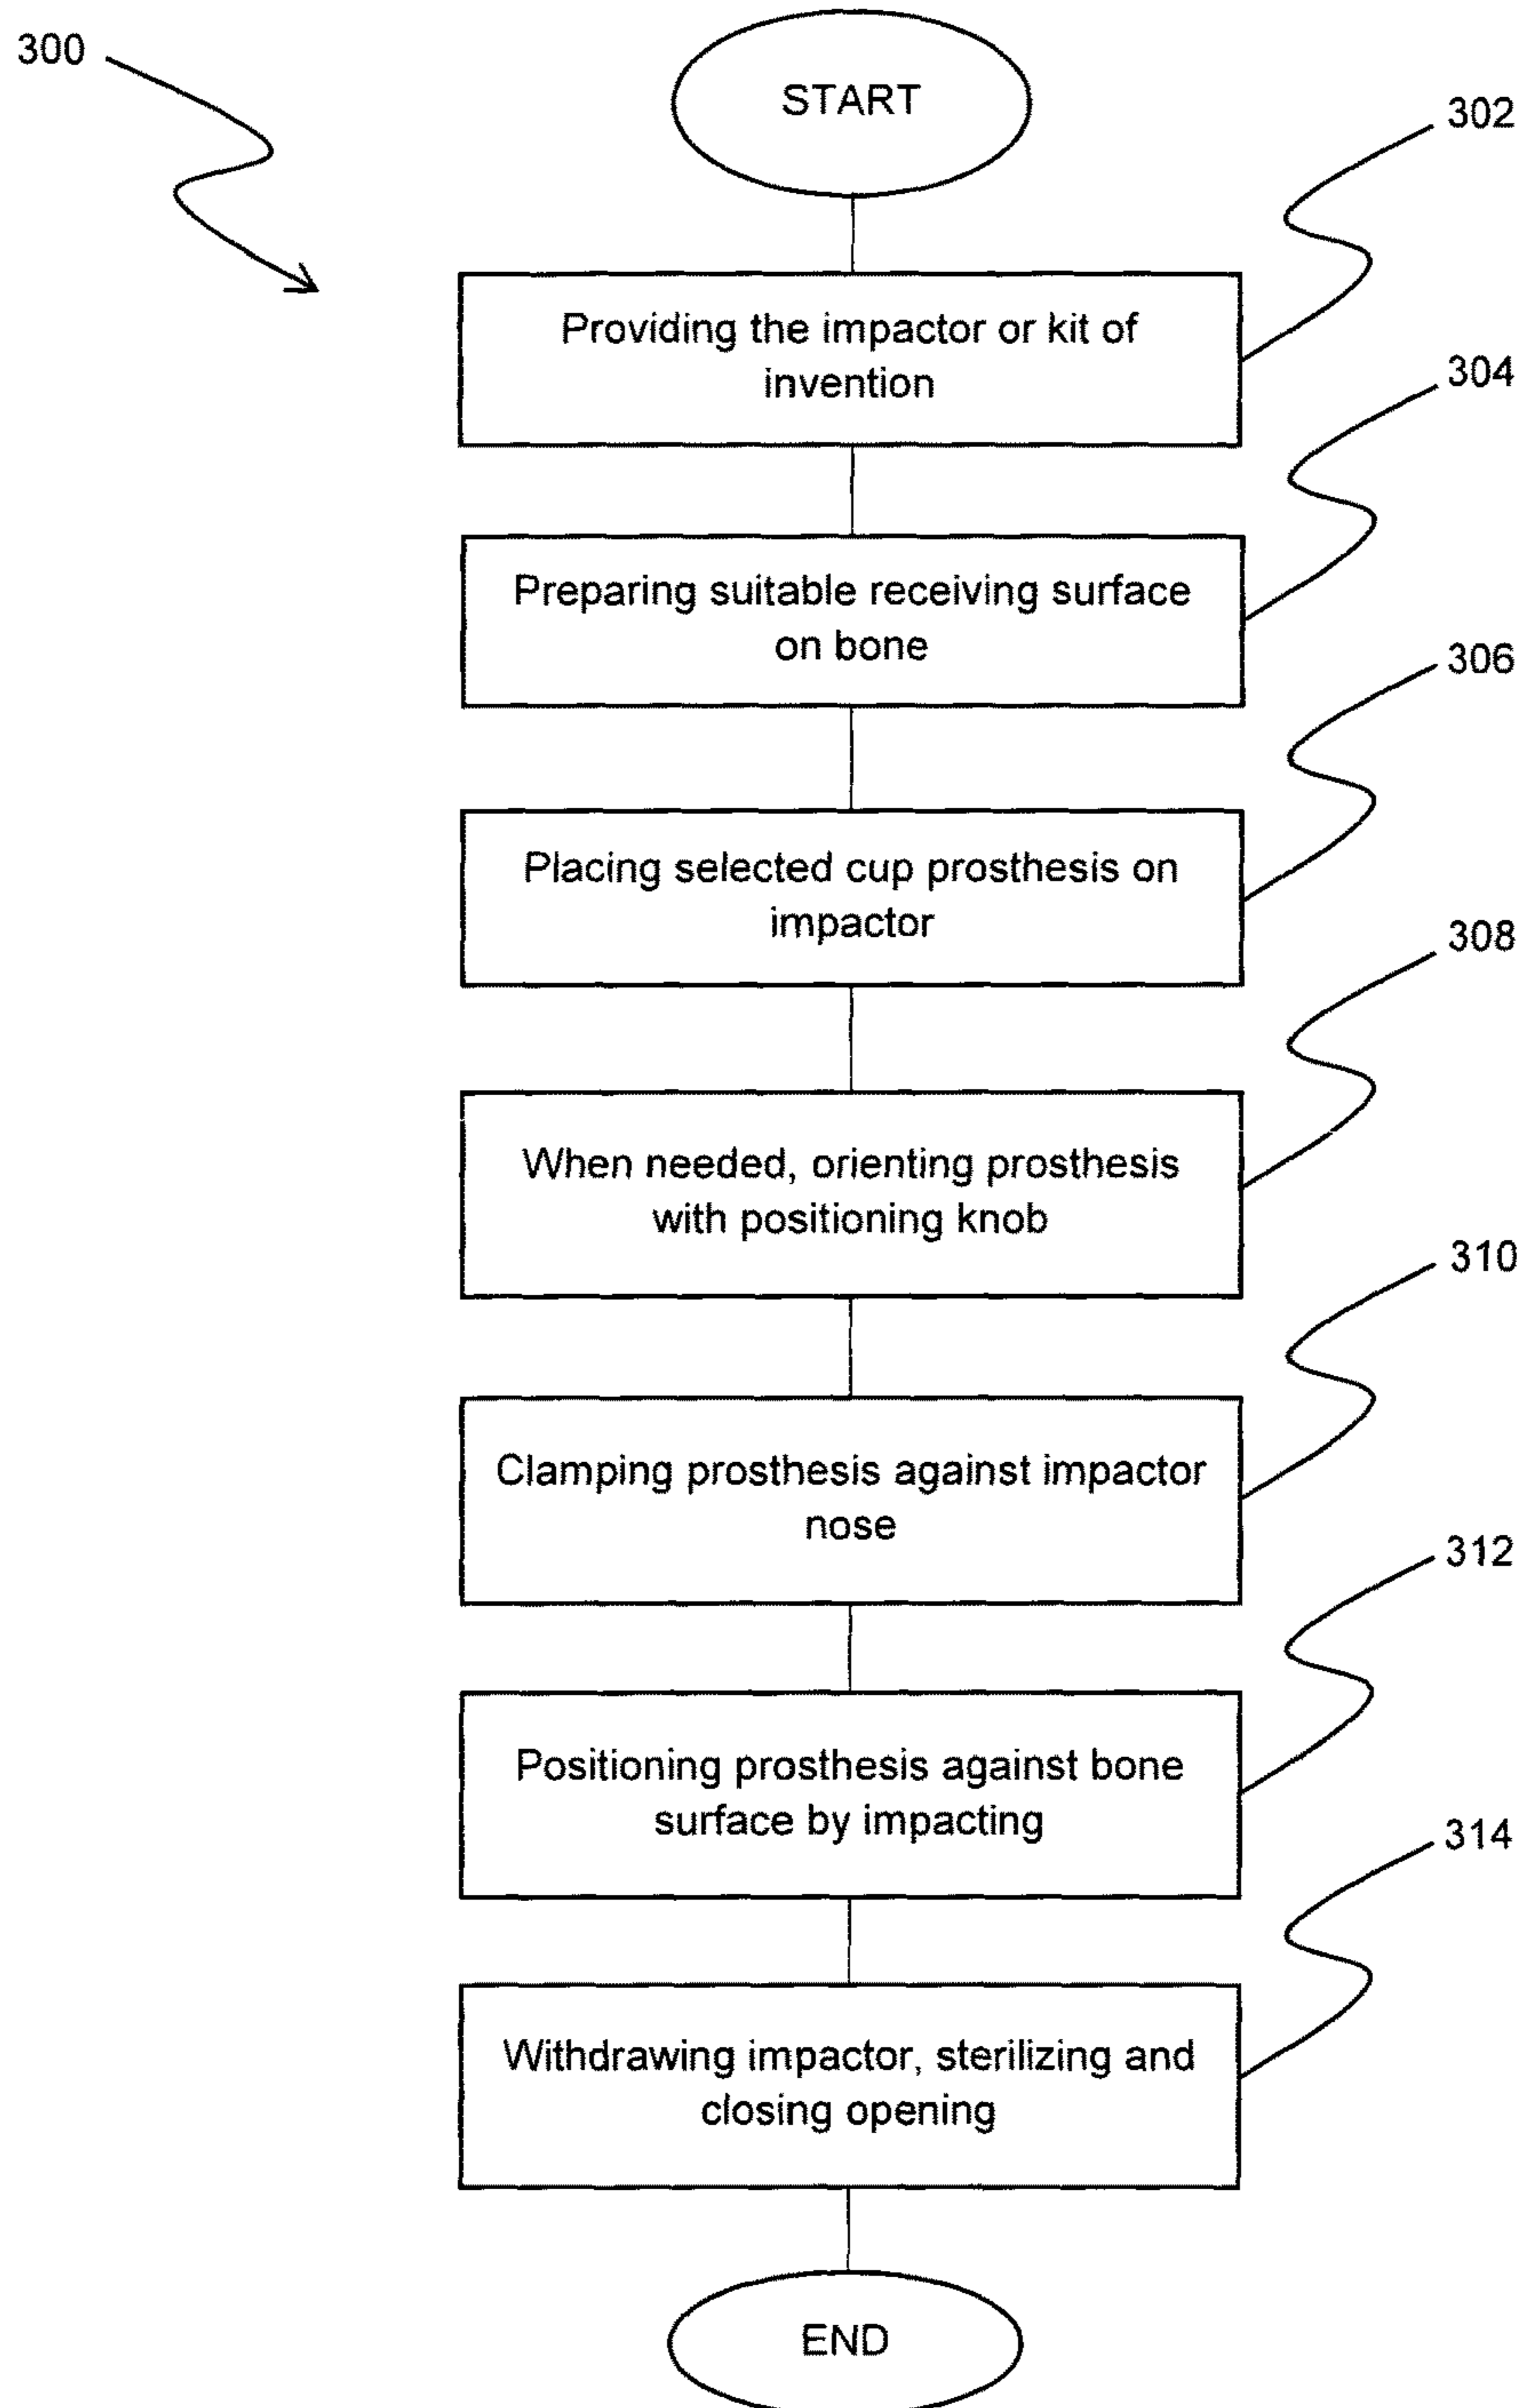 300
START
302
Providing the impactor or kit of
invention
304
Preparing suitable receiving surface
on bone
306
Placing selected cup prosthesis on
impactor
308
When needed, orienting prosthesis
with positioning knob
310
Clamping prosthesis against impactor
nose
312
Positioning prosthesis against bone
surface by impacting
314
Withdrawing impactor, sterilizing and
closing opening
END